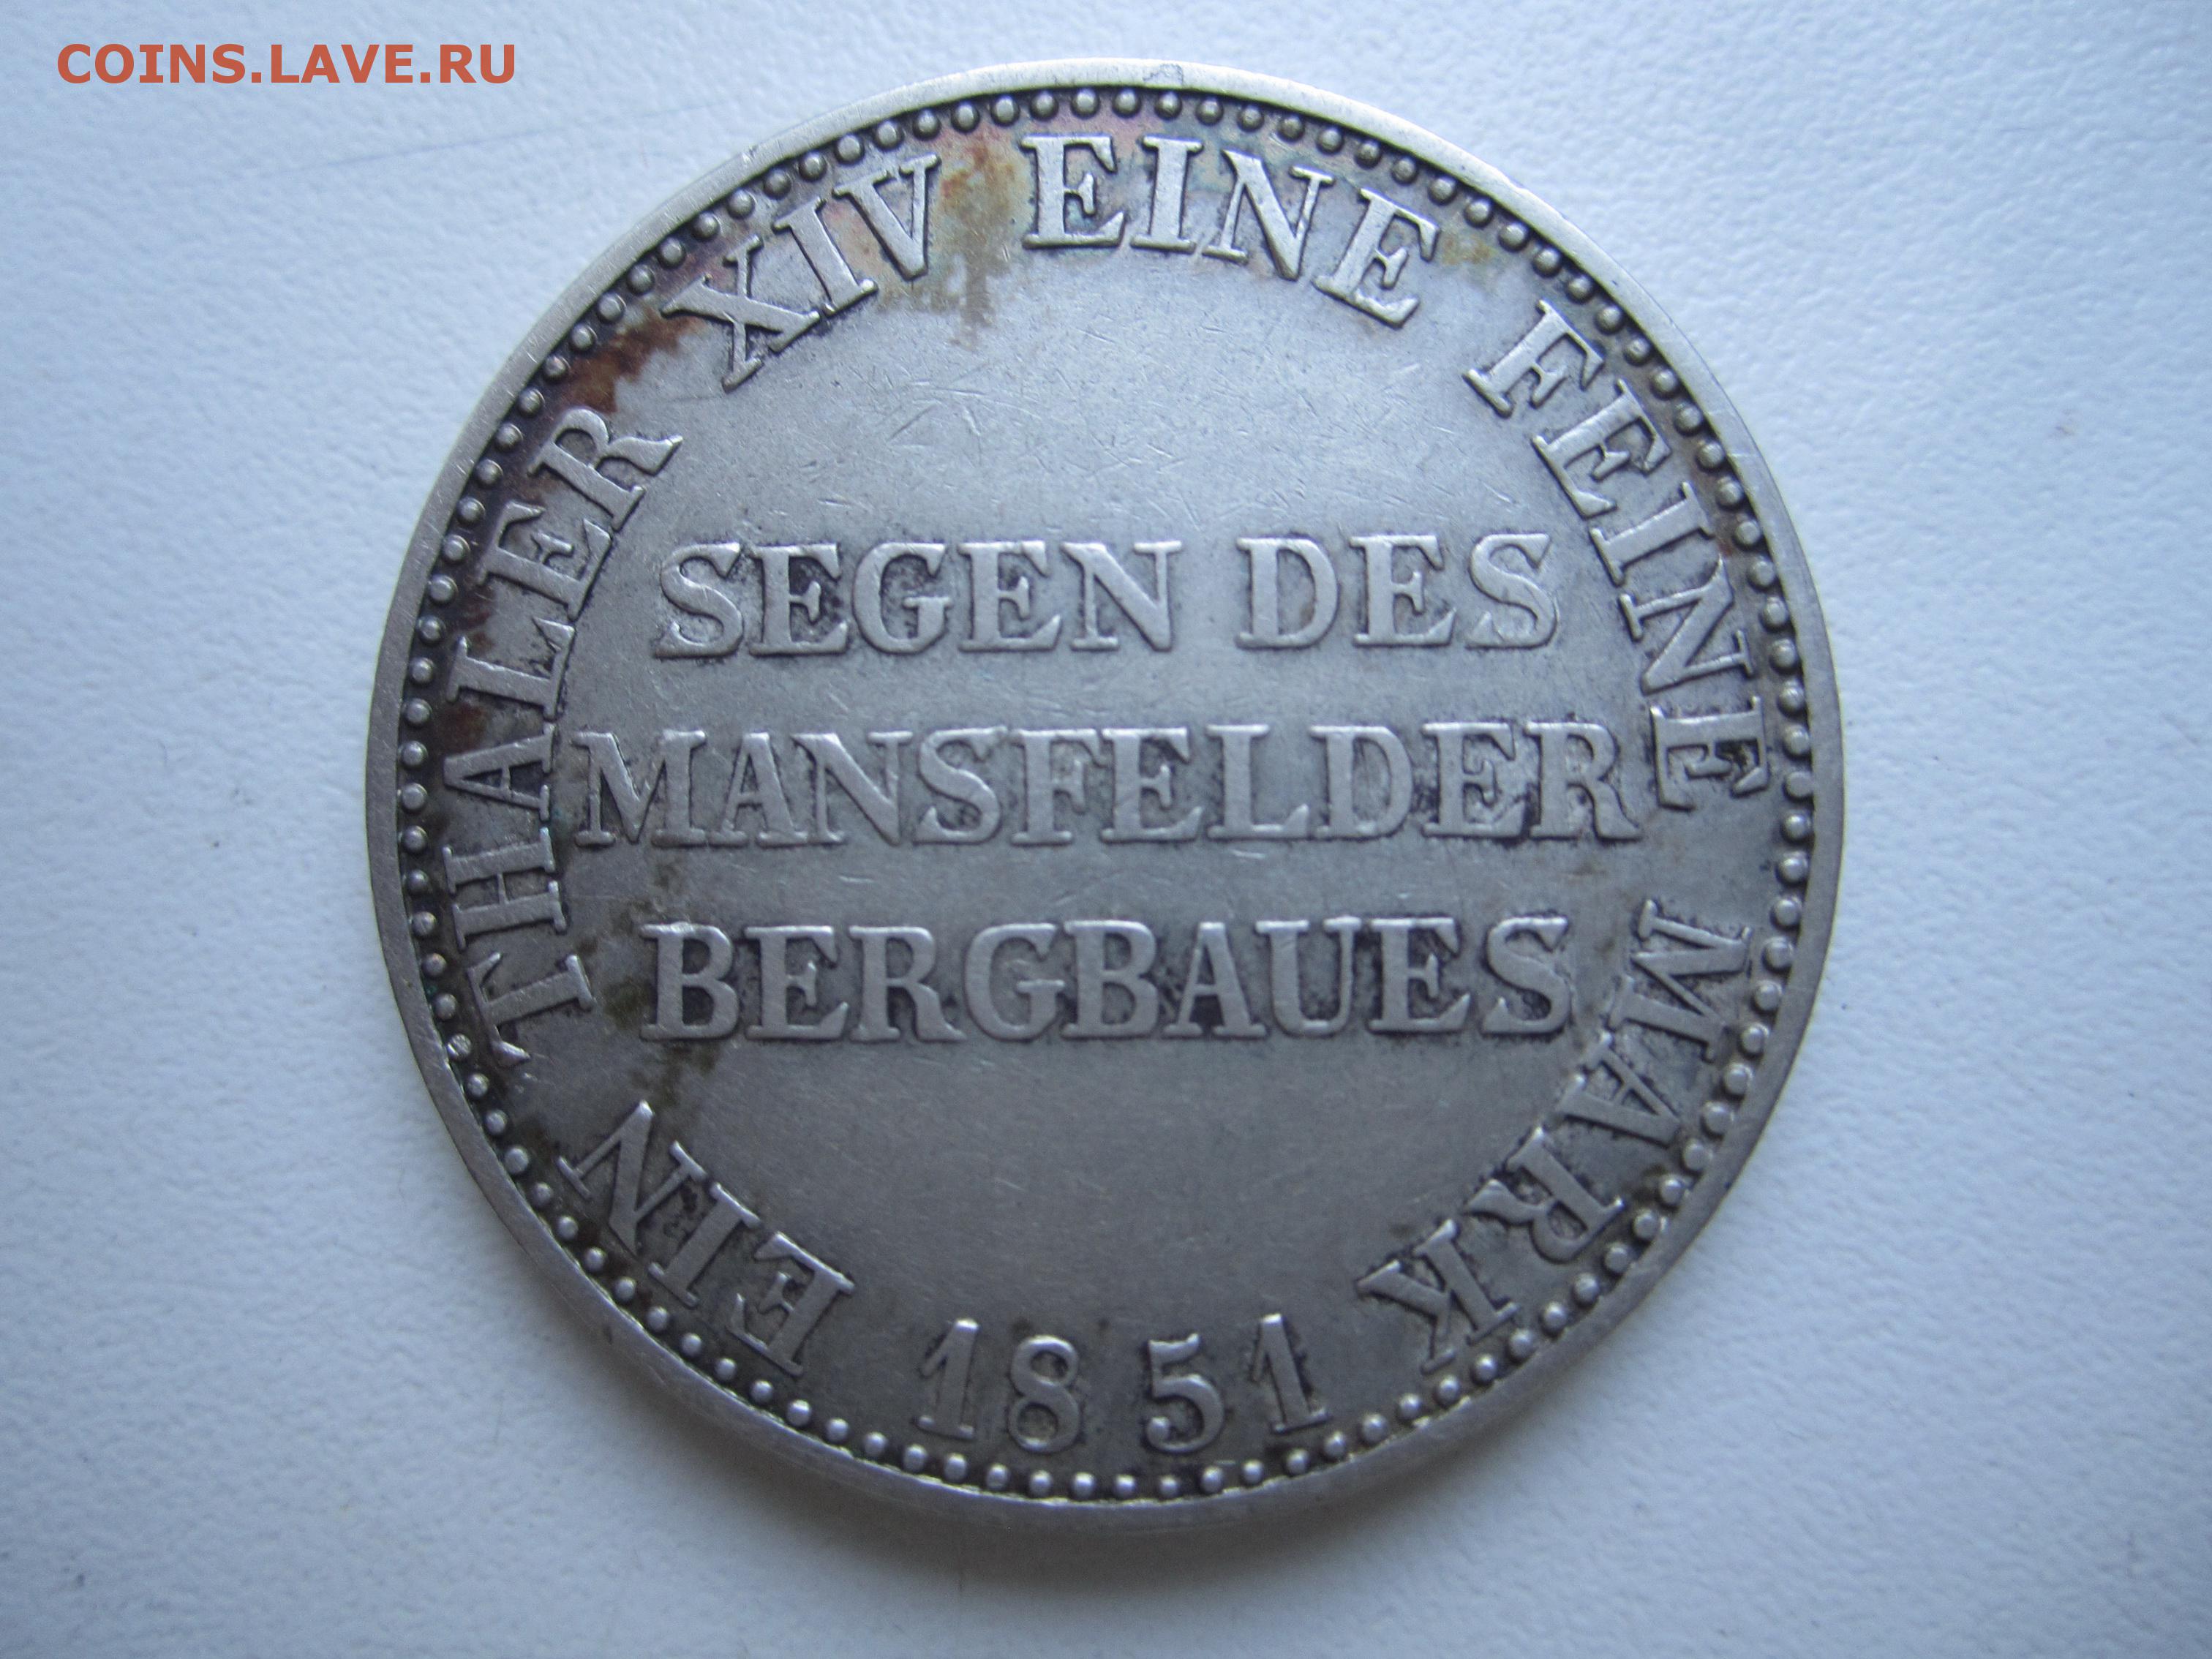 COINS.LAVE.RU
EIN THALER XIV EINE FEINE MARK
SEGEN DES
MANSFELDER
BERGBAUES
1851